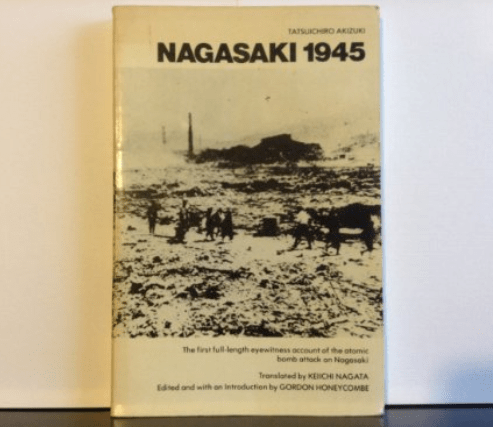 TATSUICHIRO AKIZUKI
NAGASAKI 1945
The first full-length eyewitness account of the atomic
bomb attack on Nagasaki
Translated by KEIICHI NAGATA
Edited and with an Introduction by GORDON HONEYCOMBE